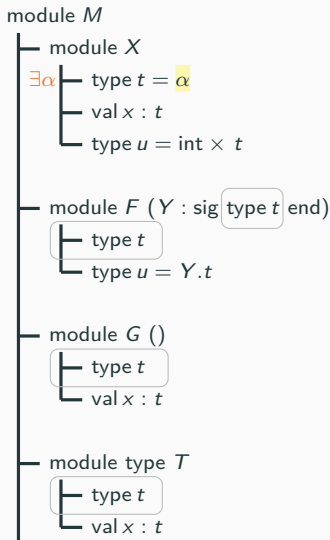 module M
module X
∃α type t = α
val x : t
type u = int × t
module F (Y : sig type t end)
type t
type u = Y.t
module G ()
type t
val x : t
module type T
type t
val x : t